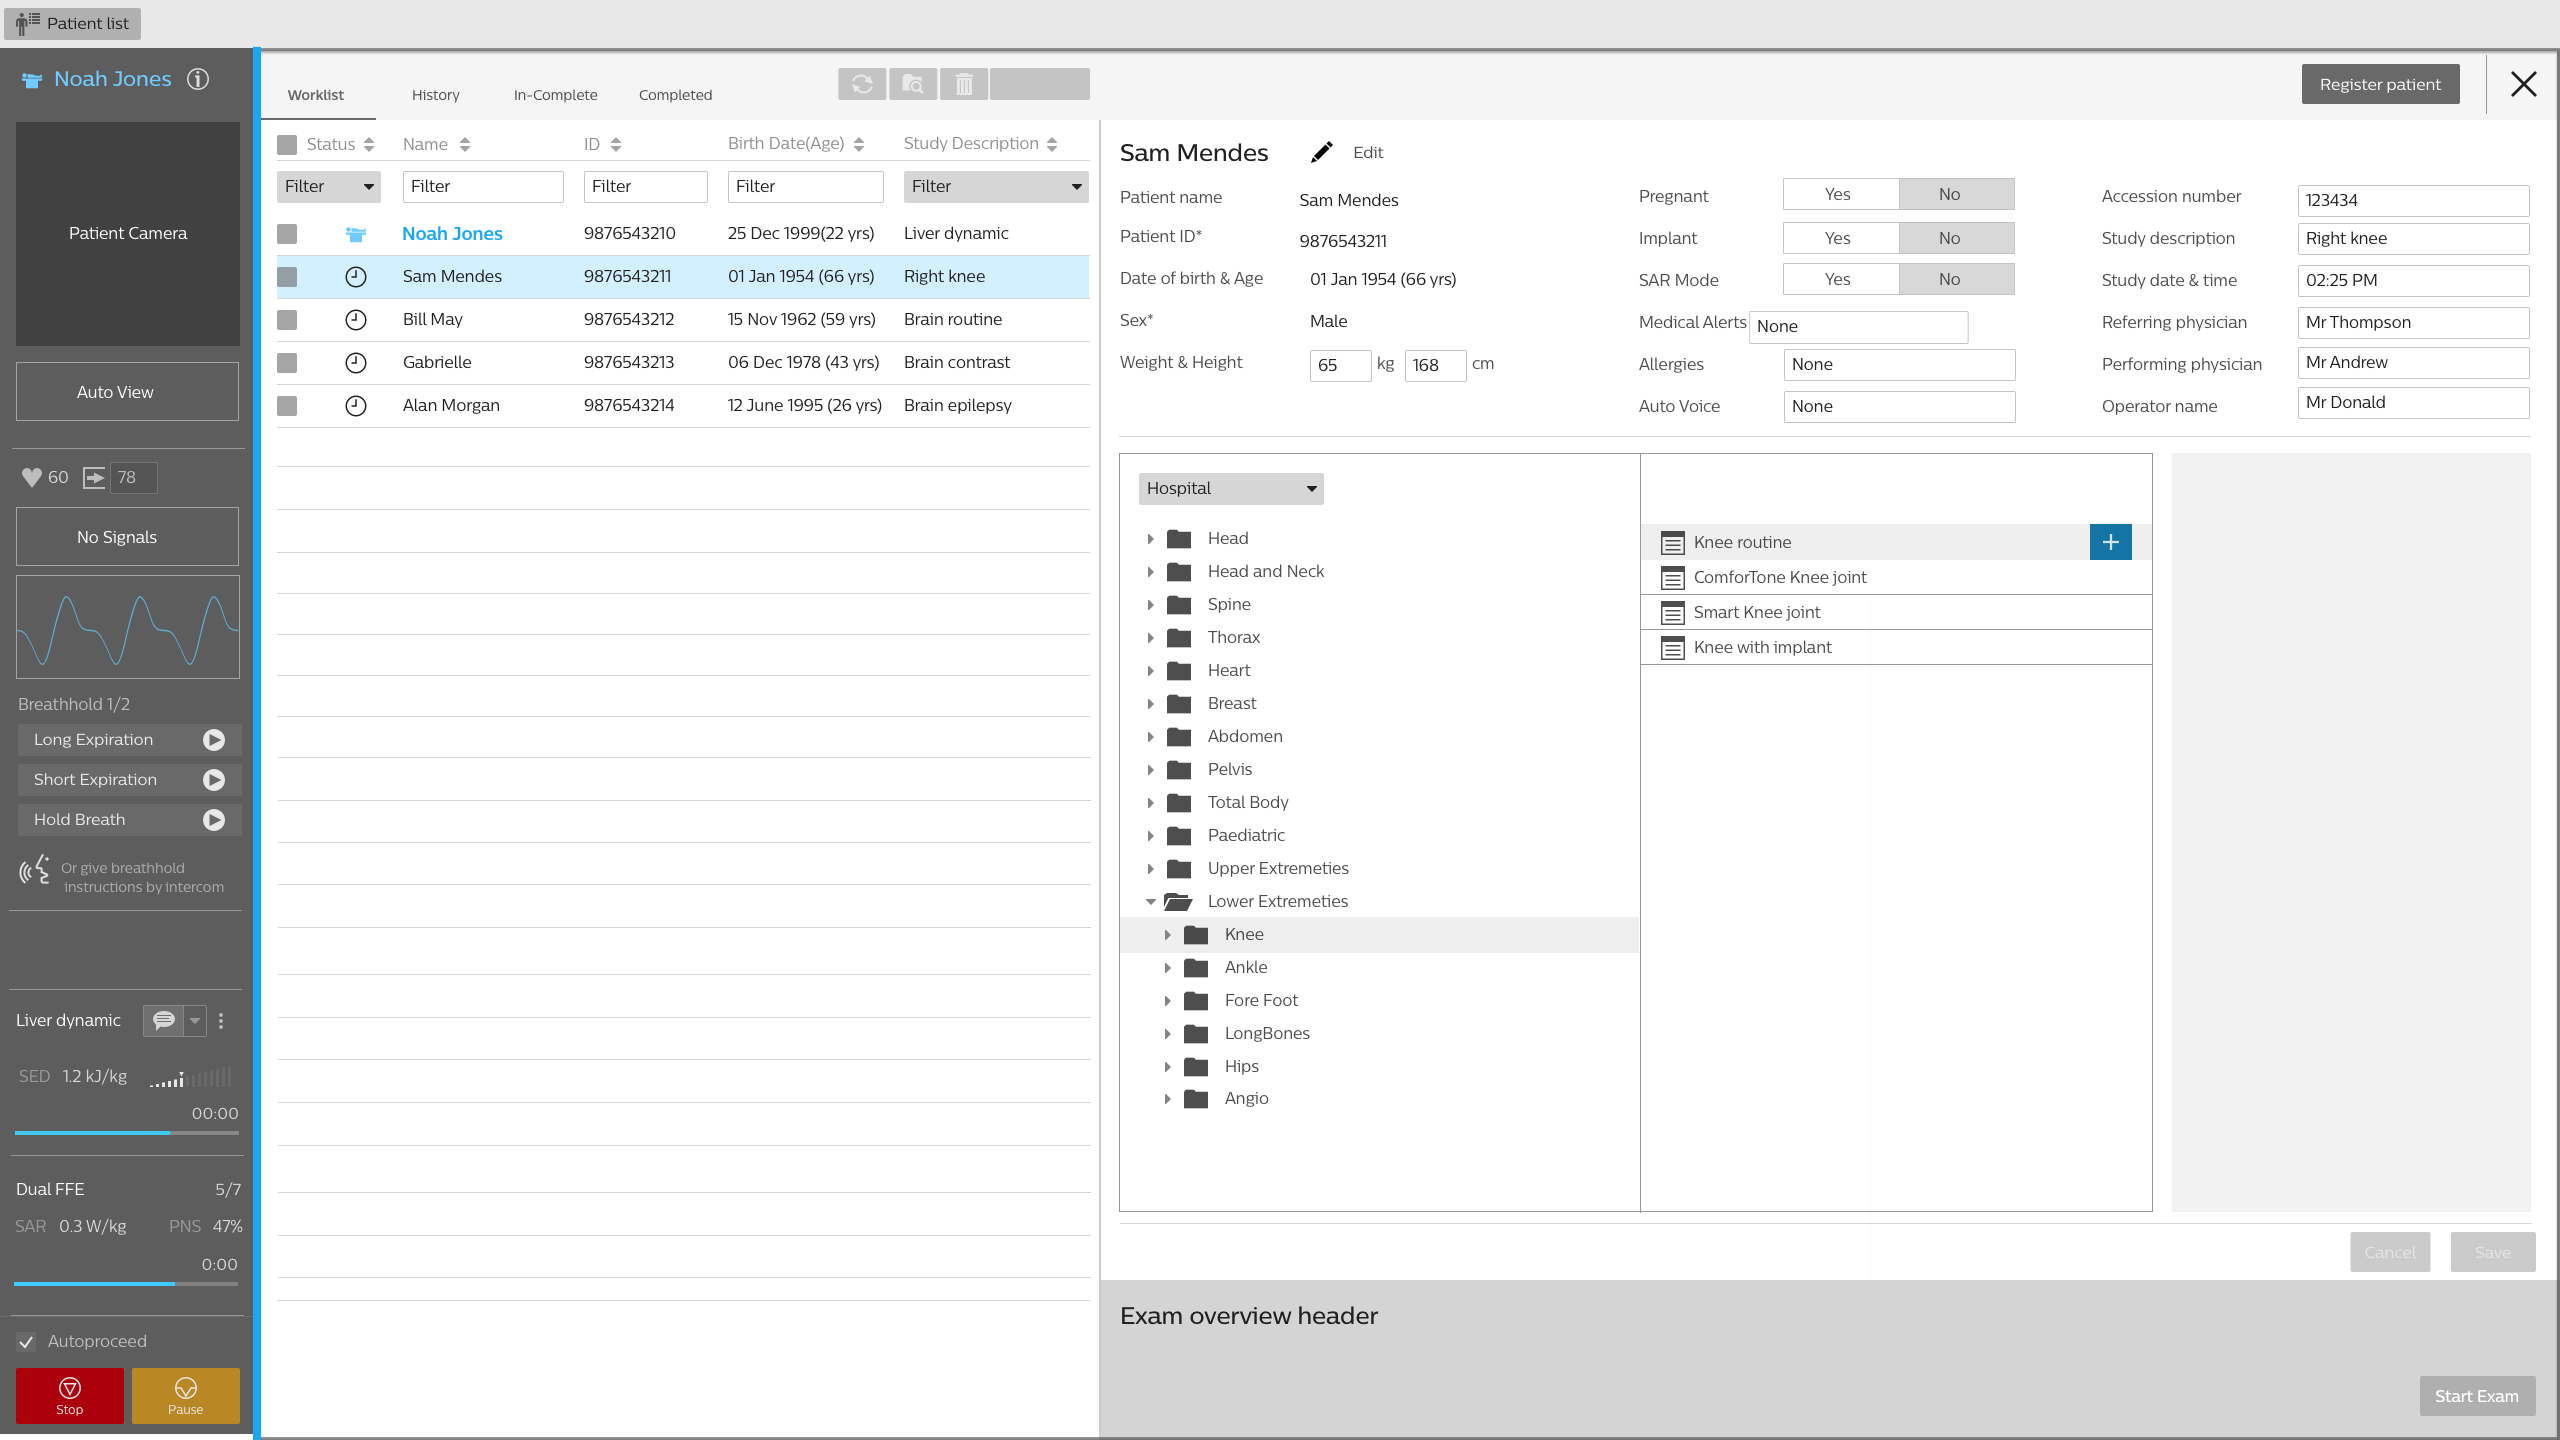 Patient list
Noah Jones
Patient Camera
Auto View
60 78
No Signals
Breathhold 1/2
Long Expiration
Short Expiration
Hold Breath
Or give breathhold
instructions by intercom
Liver dynamic
SED 1.2 kJ/kg
00:00
Dual FFE 5/7
SAR 0.3 W/kg PNS 47%
0:00
Autoproceed
Stop Pause
Worklist History In-Complete Completed
Status Name ID Birth Date(Age) Study Description
Filter Filter Filter Filter Filter
Noah Jones 9876543210 25 Dec 1999(22 yrs) Liver dynamic
Sam Mendes 9876543211 01 Jan 1954 (66 yrs) Right knee
Bill May 9876543212 15 Nov 1962 (59 yrs) Brain routine
Gabrielle 9876543213 06 Dec 1978 (43 yrs) Brain contrast
Alan Morgan 9876543214 12 June 1995 (26 yrs) Brain epilepsy
Register patient
Sam Mendes Edit
Patient name Sam Mendes
Patient ID* 9876543211
Date of birth & Age 01 Jan 1954 (66 yrs)
Sex* Male
Weight & Height 65 kg 168 cm
Pregnant Yes No
Implant Yes No
SAR Mode Yes No
Medical Alerts None
Allergies None
Auto Voice None
Accession number 123434
Study description Right knee
Study date & time 02:25 PM
Referring physician Mr Thompson
Performing physician Mr Andrew
Operator name Mr Donald
Hospital
Head
Head and Neck
Spine
Thorax
Heart
Breast
Abdomen
Pelvis
Total Body
Paediatric
Upper Extremeties
Lower Extremeties
Knee
Ankle
Fore Foot
LongBones
Hips
Angio
Knee routine
ComforTone Knee joint
Smart Knee joint
Knee with implant
Cancel Save
Exam overview header
Start Exam